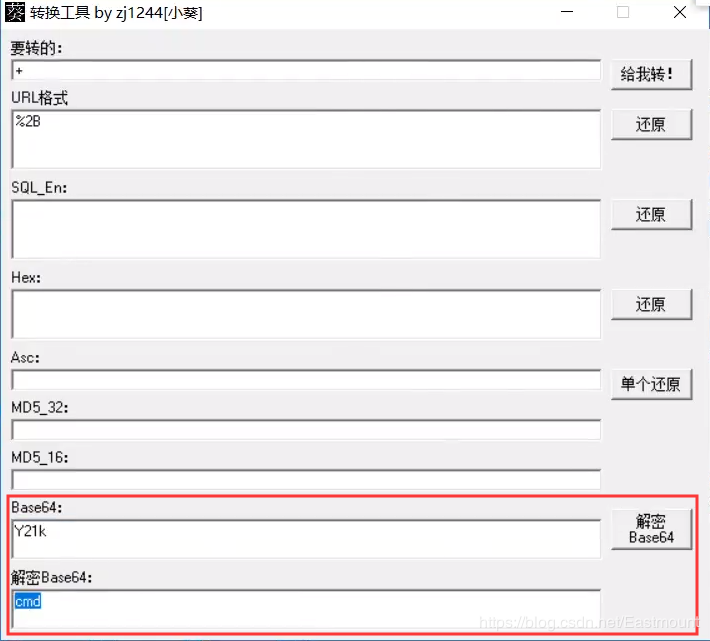 葵 转换工具 by zj1244[小葵]
要转的：
+
给我转！
URL格式
%2B
还原
SQL_En:
还原
Hex:
还原
Asc:
单个还原
MD5_32:
MD5_16:
Base64:
Y21k
解密
Base64
解密Base64:
cmd
https://blog.csdn.net/Eastmount